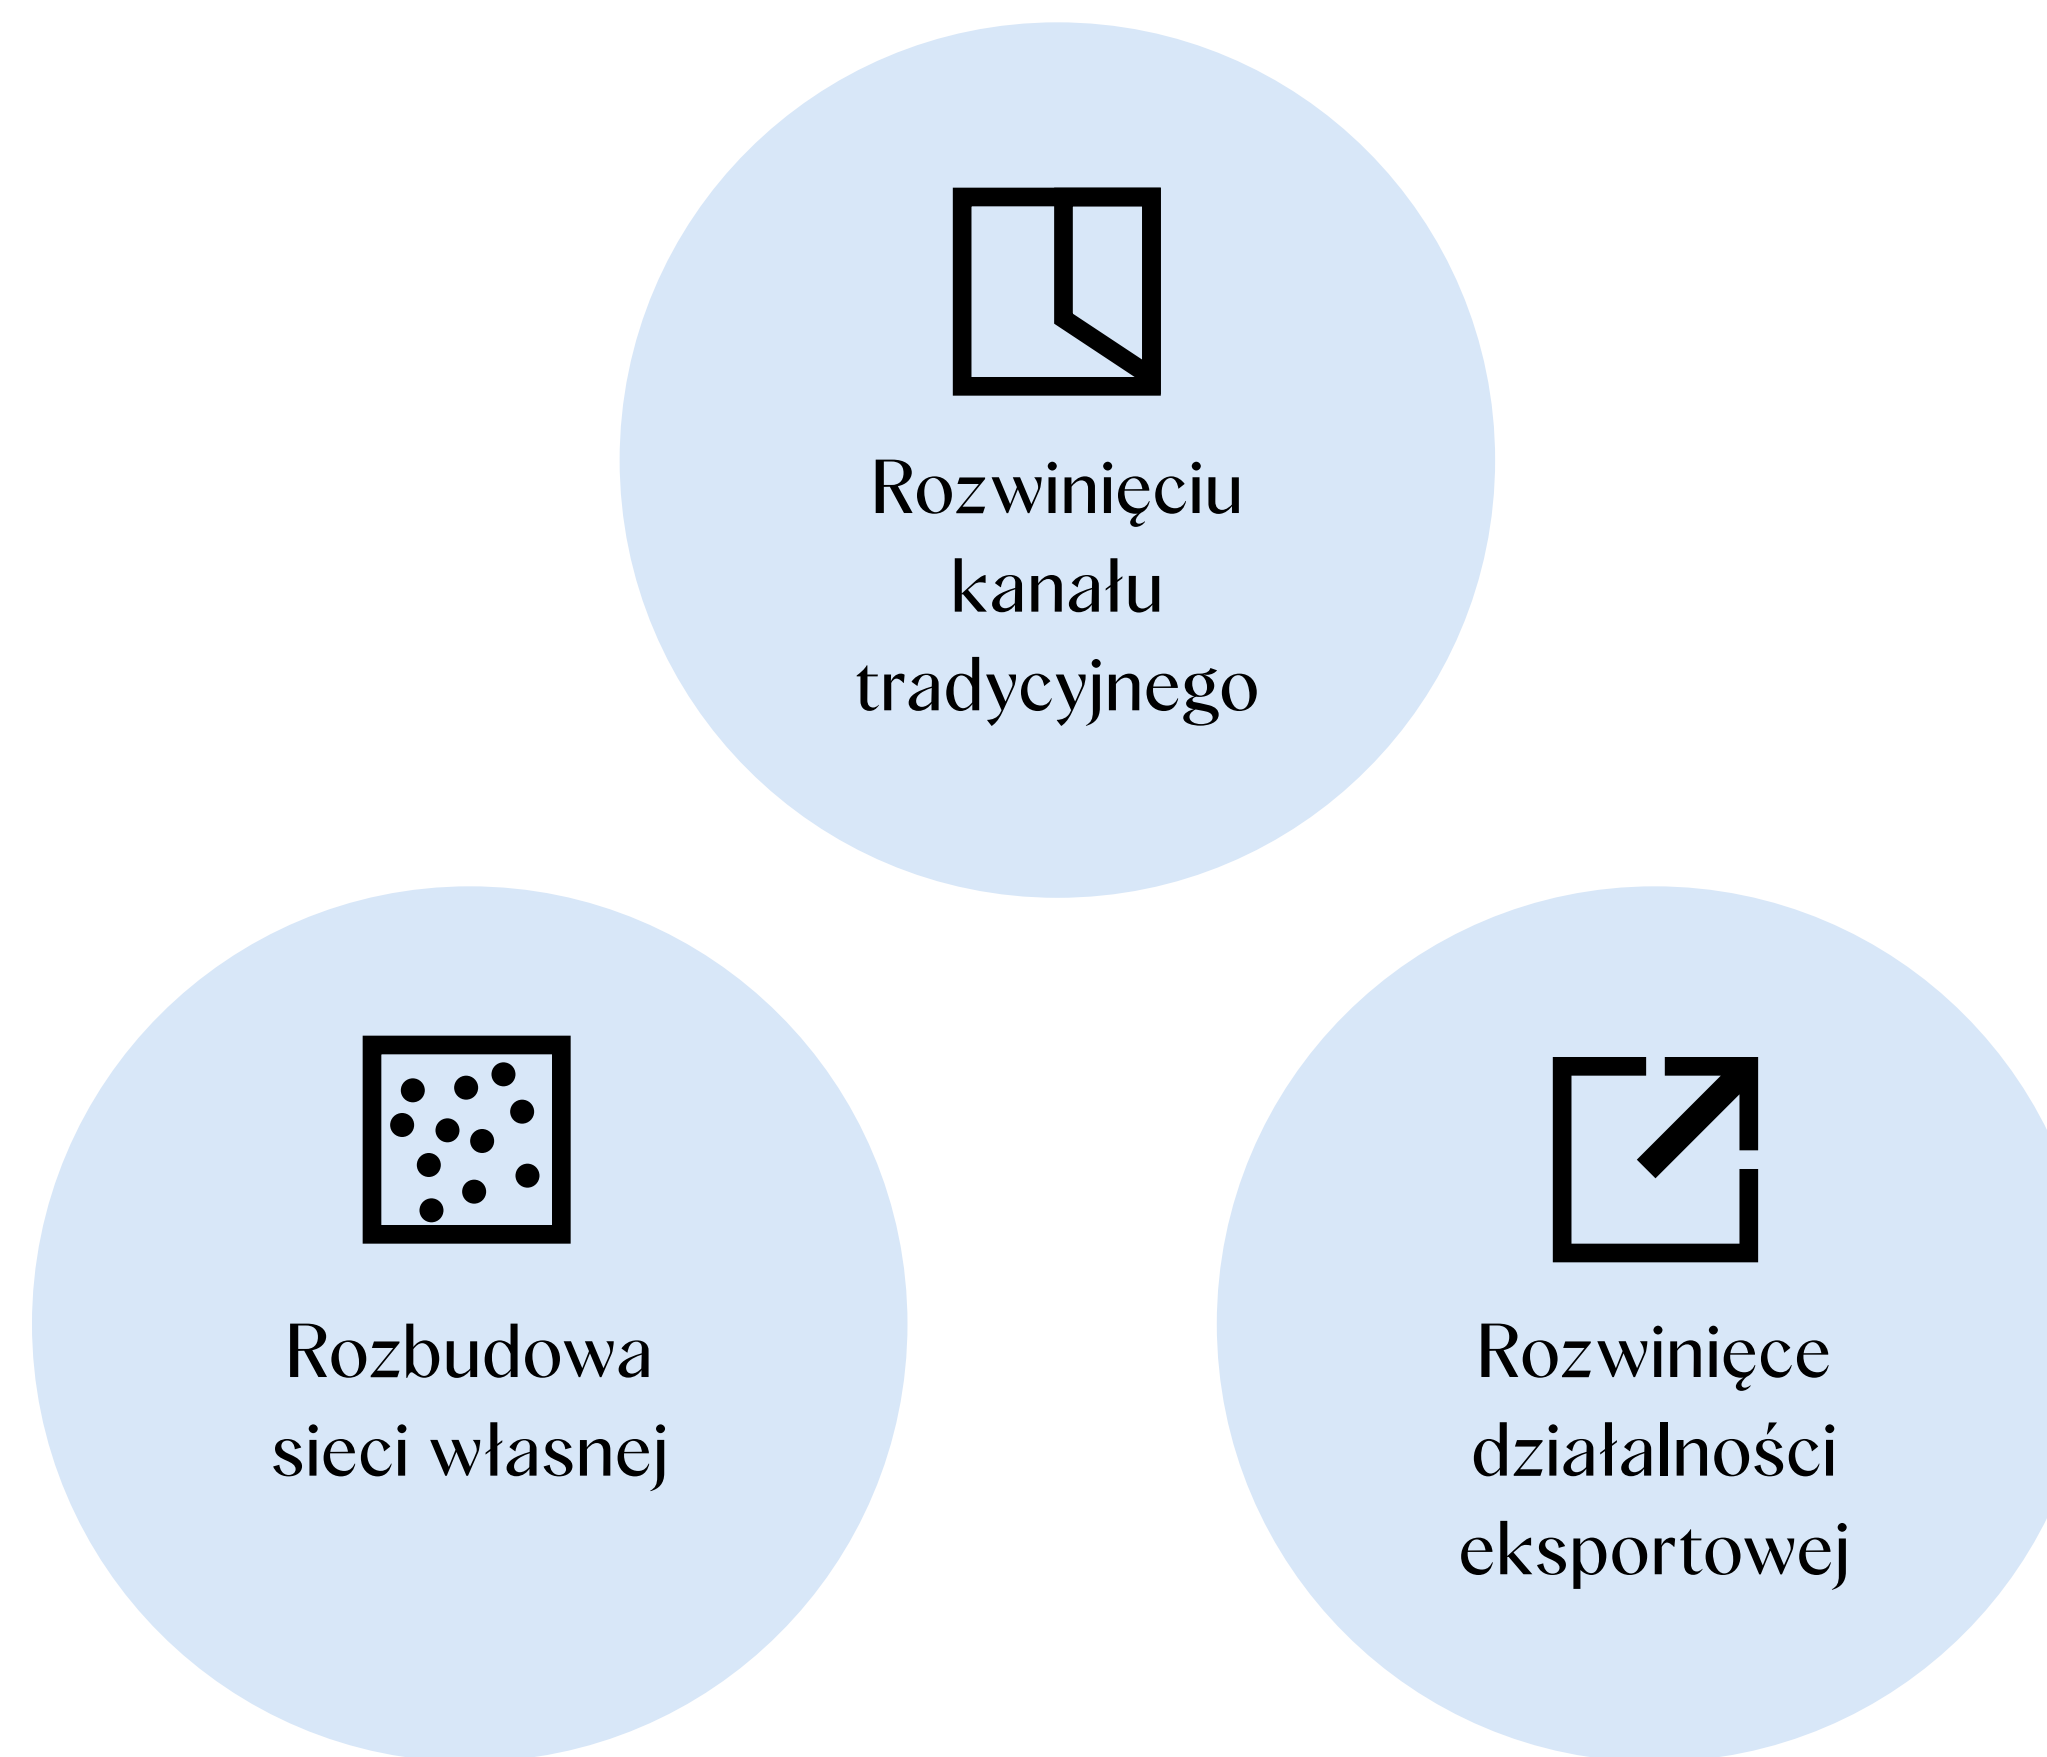 Rozwinięciu
kanału
tradycyjnego
Rozbudowa
sieci własnej
Rozwinięce
działalności
eksportowej